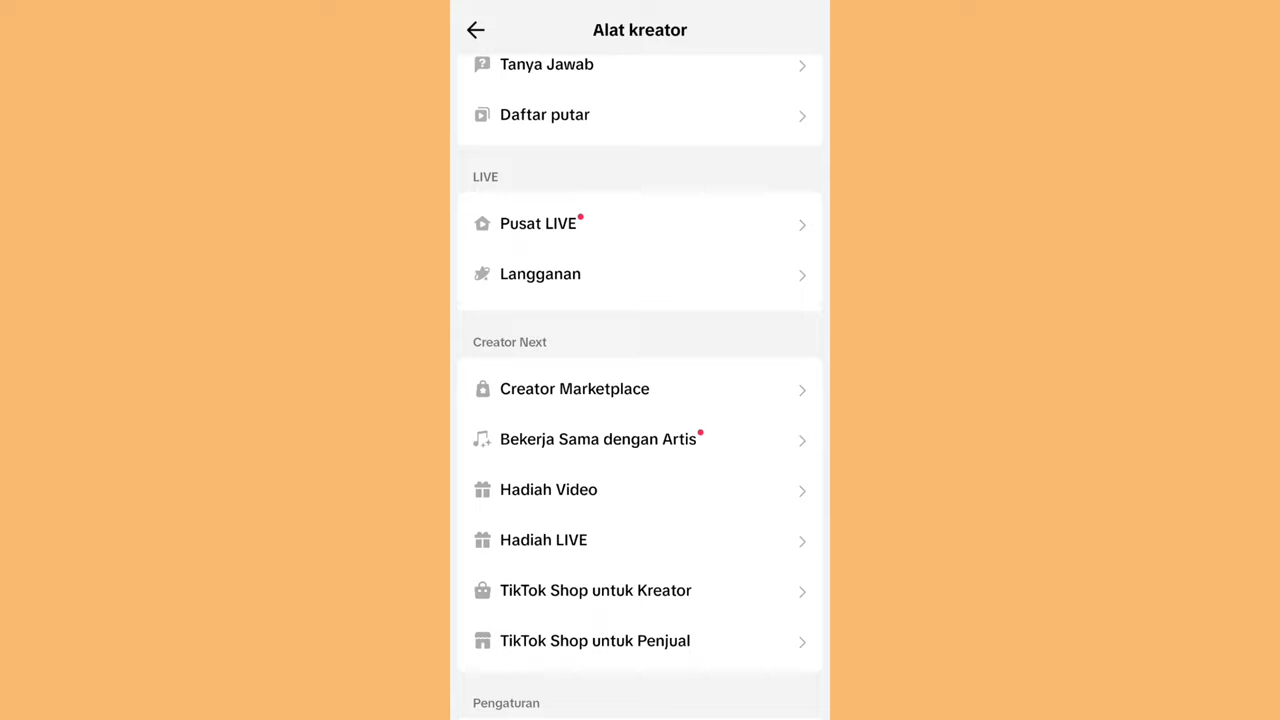 Alat kreator
Tanya Jawab
Daftar putar
LIVE
Pusat LIVE
Langganan
Creator Next
Creator Marketplace
Bekerja Sama dengan Artis
Hadiah Video
Hadiah LIVE
TikTok Shop untuk Kreator
TikTok Shop untuk Penjual
Pengaturan